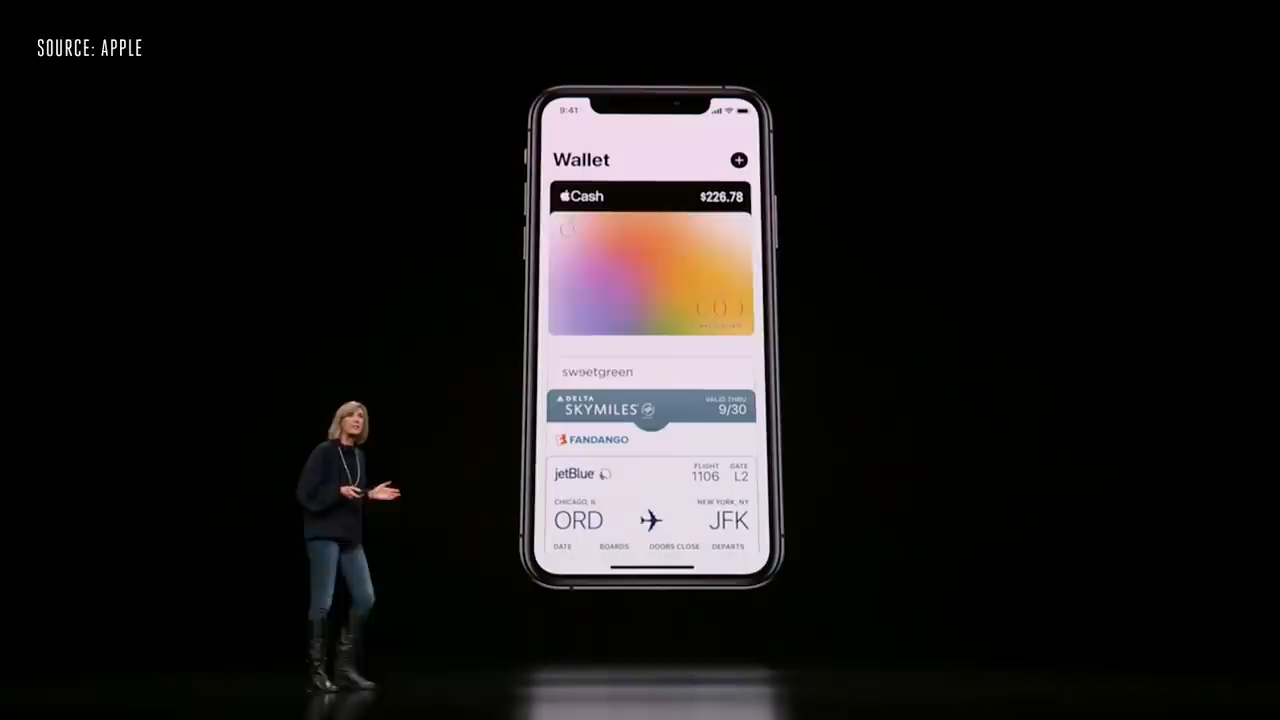 SOURCE: APPLE
9:41
Wallet
Cash $226.78
sweetgreen
DELTA
SKYMILES
VALID THRU
9/30
FANDANGO
jetBlue
FLIGHT GATE
1106 L2
CHICAGO, IL NEW YORK, NY
ORD JFK
DATE BOARDS DOORS CLOSE DEPARTS